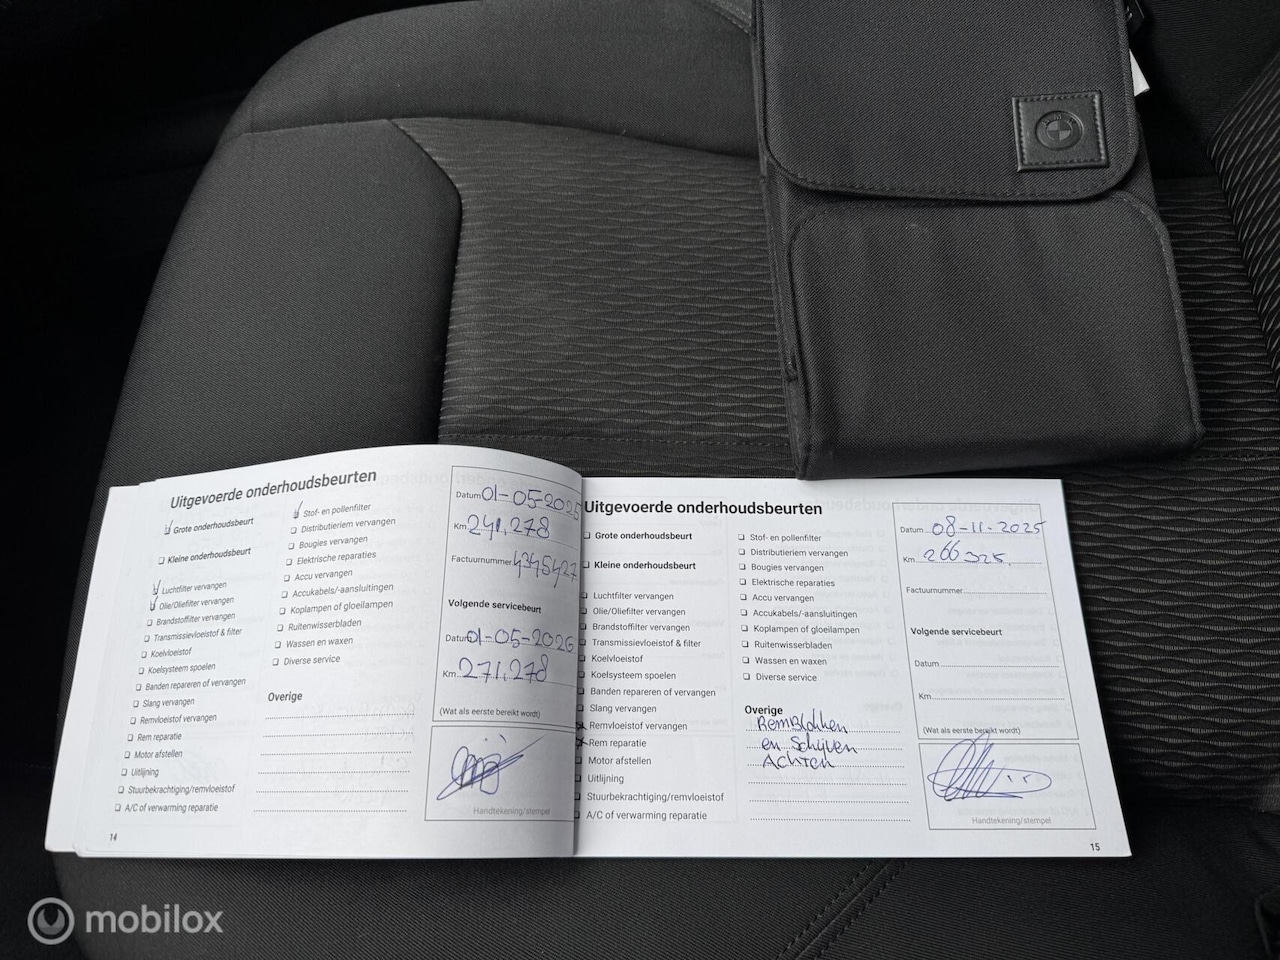 Uitgevoerde onderhoudsbeurten
Grote onderhoudsbeurt
Kleine onderhoudsbeurt
Luchtfilter vervangen
Olie/Oliefilter vervangen
Brandstoffilter vervangen
Transmissievloeistof & filter
Koelvloeistof
Koelsysteem spoelen
Banden repareren of vervangen
Slang vervangen
Remvloeistof vervangen
Rem reparatie
Motor afstellen
Uitlijning
Stuurbekrachtiging/remvloeistof
A/C of verwarming reparatie
14
Stof- en pollenfilter
Distributieriem vervangen
Bougies vervangen
Elektrische reparaties
Accu vervangen
Accukabels/-aansluitingen
Koplampen of gloeilampen
Ruitenwisserbladen
Wassen en waxen
Diverse service
Overige
Datum 01-05-2025
Km 241.278
Factuurnummer 4345427
Volgende servicebeurt
Datum 01-05-2026
Km 271.278
(Wat als eerste bereikt wordt)
Handtekening/stempel
Uitgevoerde onderhoudsbeurten
Grote onderhoudsbeurt
Kleine onderhoudsbeurt
Luchtfilter vervangen
Olie/Oliefilter vervangen
Brandstoffilter vervangen
Transmissievloeistof & filter
Koelvloeistof
Koelsysteem spoelen
Banden repareren of vervangen
Slang vervangen
Remvloeistof vervangen
Rem reparatie
Motor afstellen
Uitlijning
Stuurbekrachtiging/remvloeistof
A/C of verwarming reparatie
Stof- en pollenfilter
Distributieriem vervangen
Bougies vervangen
Elektrische reparaties
Accu vervangen
Accukabels/-aansluitingen
Koplampen of gloeilampen
Ruitenwisserbladen
Wassen en waxen
Diverse service
Overige
Remblokken
en Schijven
Achter
Datum 08-11-2025
Km 266325.
Factuurnummer
Volgende servicebeurt
Datum
Km
(Wat als eerste bereikt wordt)
Handtekening/stempel
15
mobilox